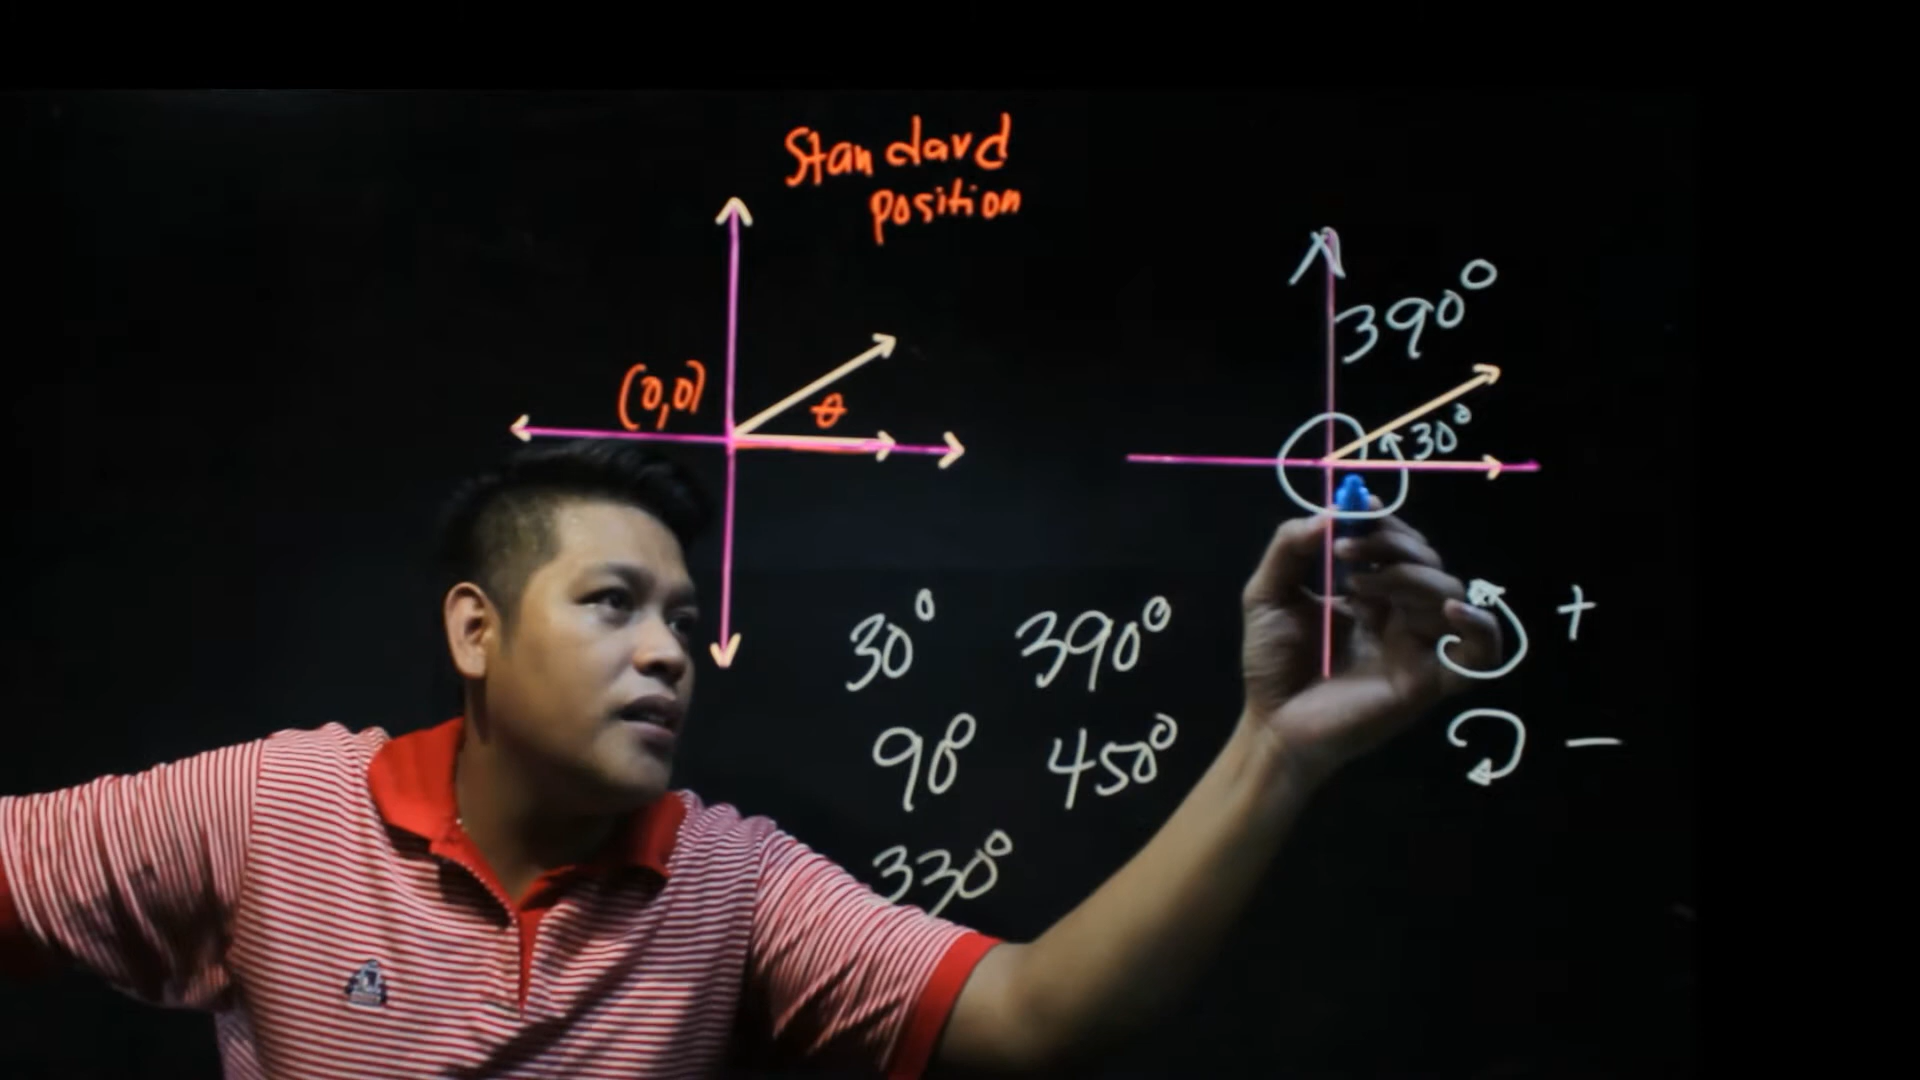 Standard
position
(0,0)
θ
390°
30°
30° 390°
90° 450°
330°
+
−